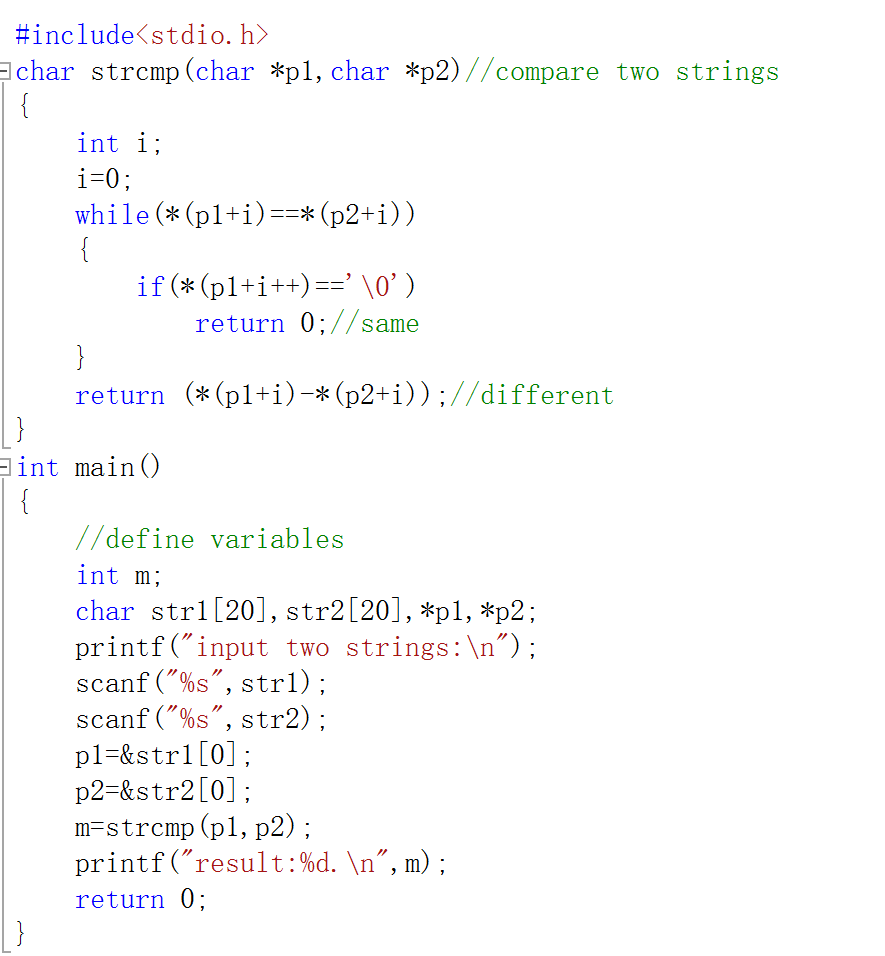 #include<stdio.h>
char strcmp(char *p1,char *p2)//compare two strings
{
    int i;
    i=0;
    while(*(p1+i)==*(p2+i))
    {
        if(*(p1+i++)=='\0')
            return 0;//same
    }
    return (*(p1+i)-*(p2+i));//different
}
int main()
{
    //define variables
    int m;
    char str1[20],str2[20],*p1,*p2;
    printf("input two strings:\n");
    scanf("%s",str1);
    scanf("%s",str2);
    p1=&str1[0];
    p2=&str2[0];
    m=strcmp(p1,p2);
    printf("result:%d.\n",m);
    return 0;
}